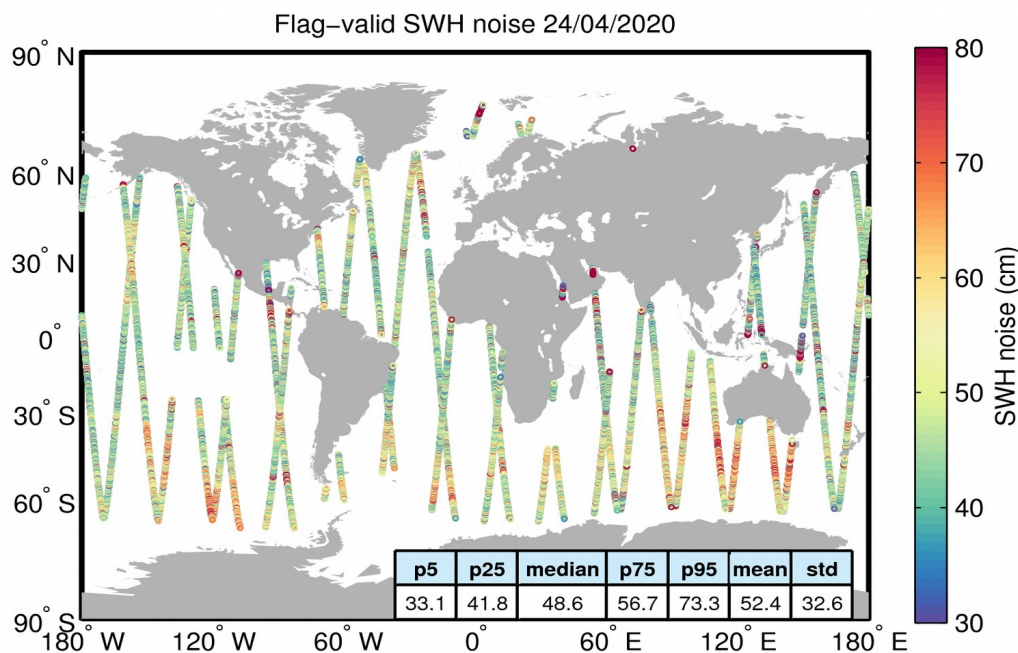 Flag−valid SWH noise 24/04/2020
90° N
60° N
30° N
0°
30° S
60° S
90° S
180° W
120° W
60° W
0°
60° E
120° E
180° E
80
70
60
50
40
30
SWH noise (cm)
p5 p25 median p75 p95 mean std
33.1 41.8 48.6 56.7 73.3 52.4 32.6